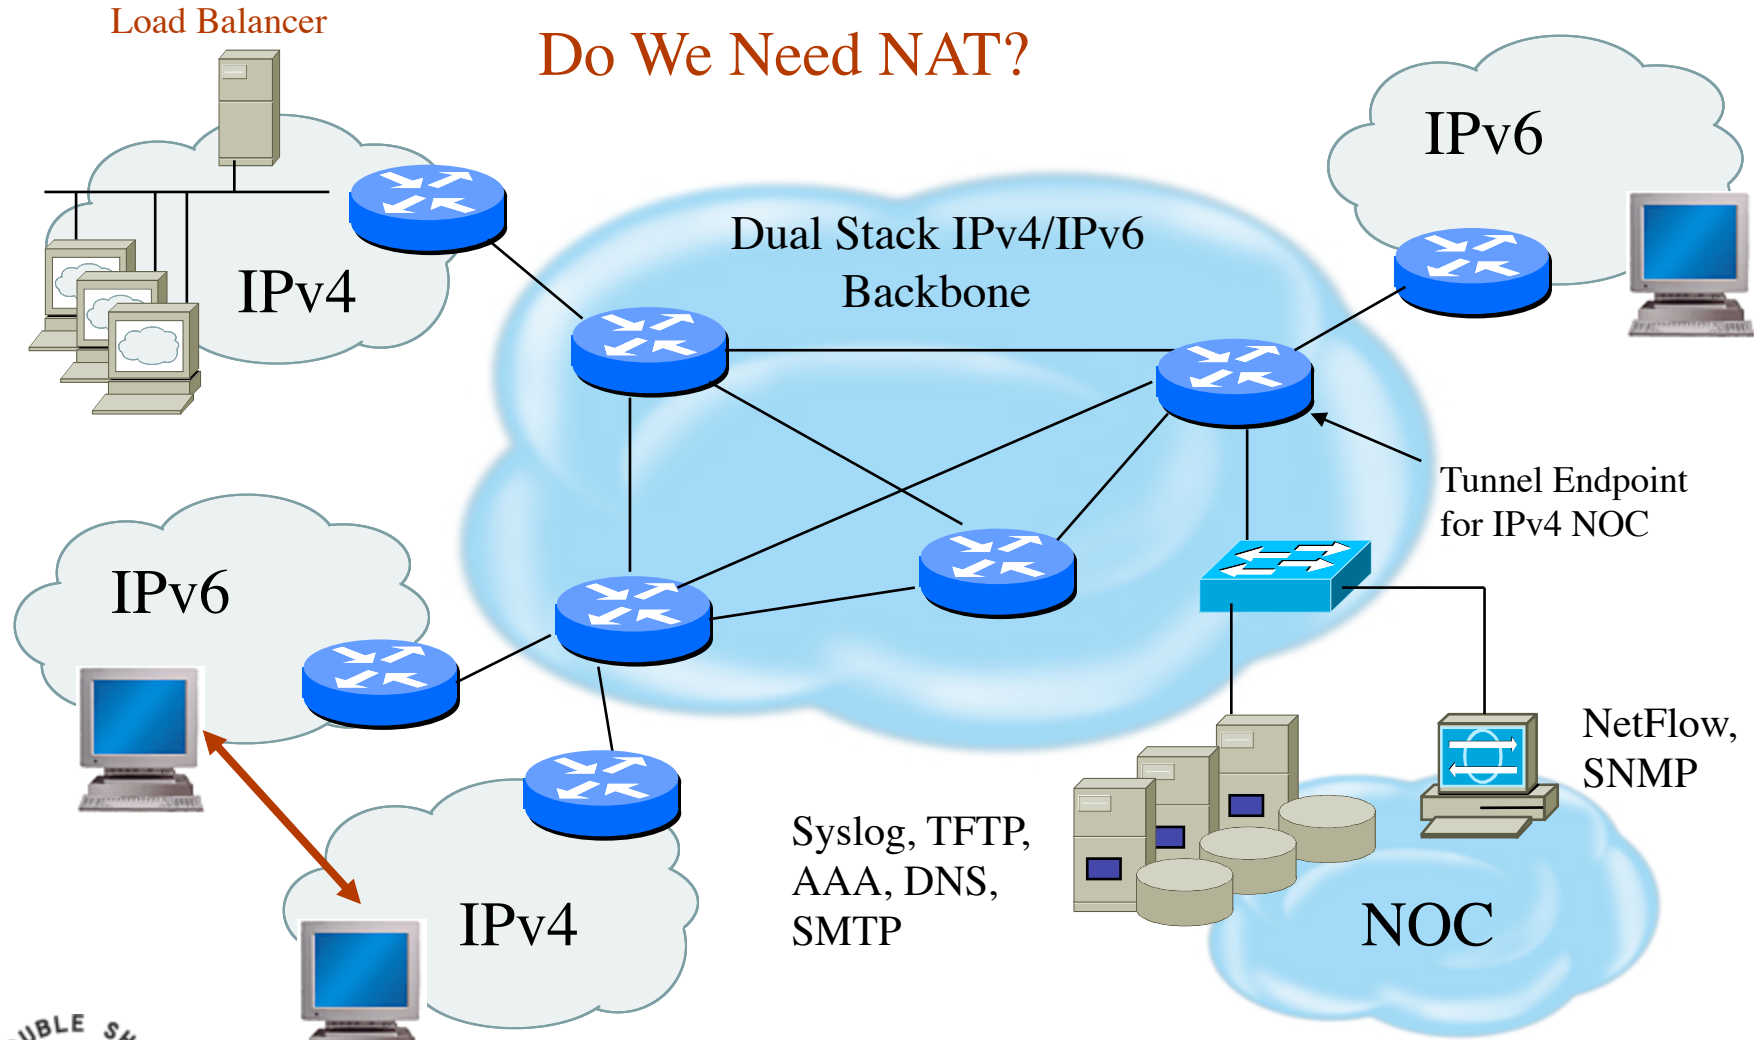 Load Balancer
Do We Need NAT?
IPv6
Dual Stack IPv4/IPv6
Backbone
IPv4
Tunnel Endpoint
for IPv4 NOC
IPv6
NetFlow,
SNMP
Syslog, TFTP,
AAA, DNS,
SMTP
IPv4
NOC